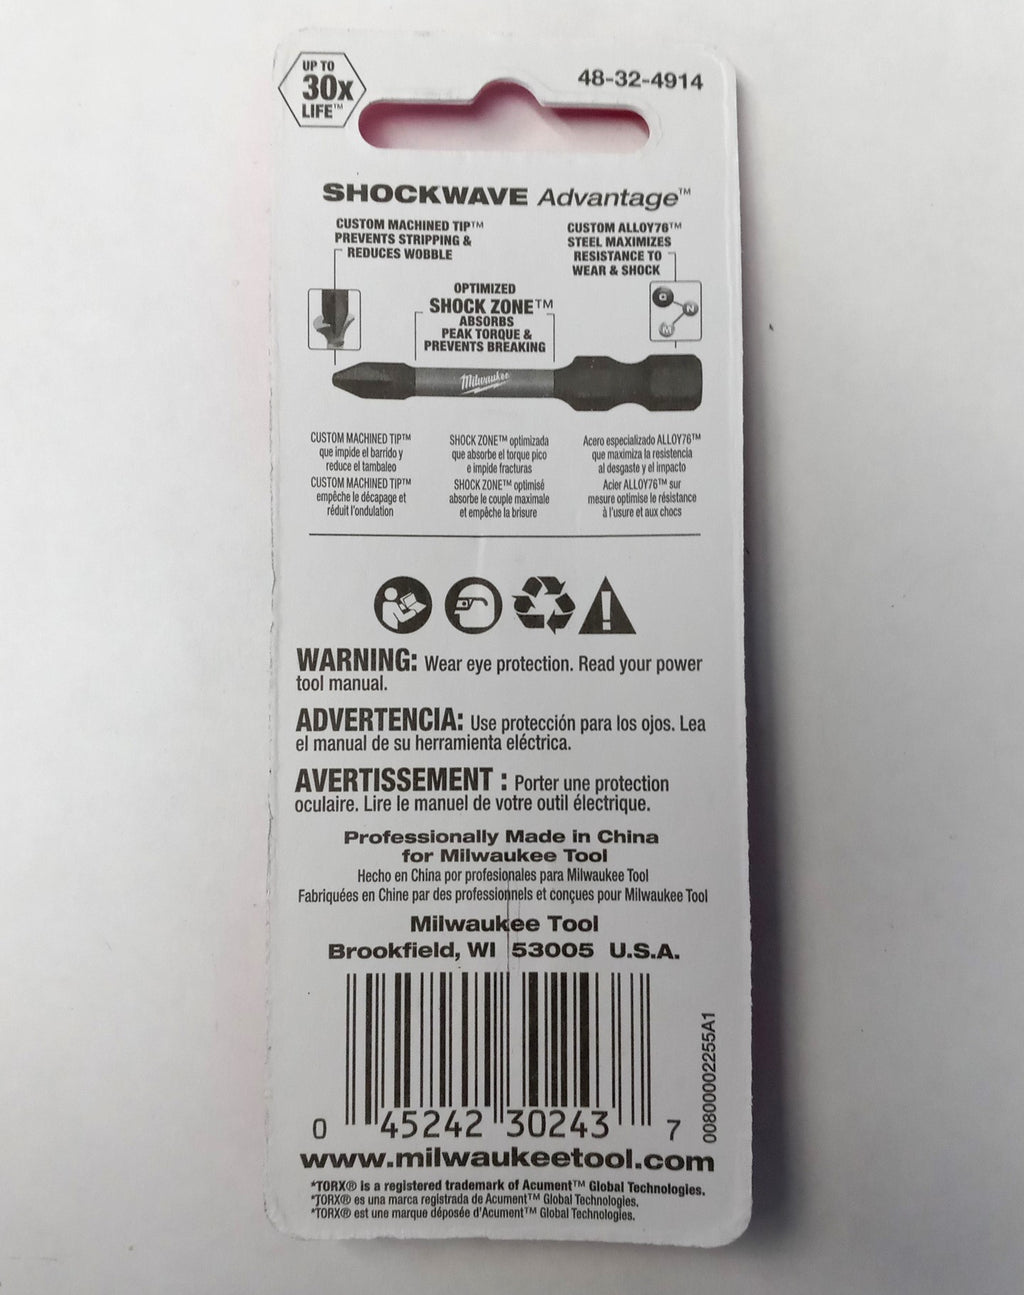 UP TO
30x
LIFE™
48-32-4914
SHOCKWAVE Advantage™
CUSTOM MACHINED TIP™
PREVENTS STRIPPING &
REDUCES WOBBLE
CUSTOM ALLOY76™
STEEL MAXIMIZES
RESISTANCE TO
WEAR & SHOCK
OPTIMIZED
SHOCK ZONE™
ABSORBS
PEAK TORQUE &
PREVENTS BREAKING
N
M
Milwaukee
CUSTOM MACHINED TIP™
que impide el barrido y
reduce el tambaleo
CUSTOM MACHINED TIP™
empêche le décapage et
réduit l'ondulation
SHOCK ZONE™ optimizada
que absorbe el torque pico
e impide fracturas
SHOCK ZONE™ optimisé
absorbe le couple maximale
et empêche la brisure
Acero especializado ALLOY76™
que maximiza la resistencia
al desgaste y el impacto
Acier ALLOY76™ sur
mesure optimise le résistance
à l'usure et aux chocs
WARNING: Wear eye protection. Read your power
tool manual.
ADVERTENCIA: Use protección para los ojos. Lea
el manual de su herramienta eléctrica.
AVERTISSEMENT : Porter une protection
oculaire. Lire le manuel de votre outil électrique.
Professionally Made in China
for Milwaukee Tool
Hecho en China por profesionales para Milwaukee Tool
Fabriquées en Chine par des professionnels et conçues pour Milwaukee Tool
Milwaukee Tool
Brookfield, WI 53005 U.S.A.
0 45242 30243 7
00800002255A1
www.milwaukeetool.com
*TORX® is a registered trademark of Acument™ Global Technologies.
*TORX® es una marca registrada de Acument™ Global Technologies.
*TORX® est une marque déposée d'Acument™ Global Technologies.